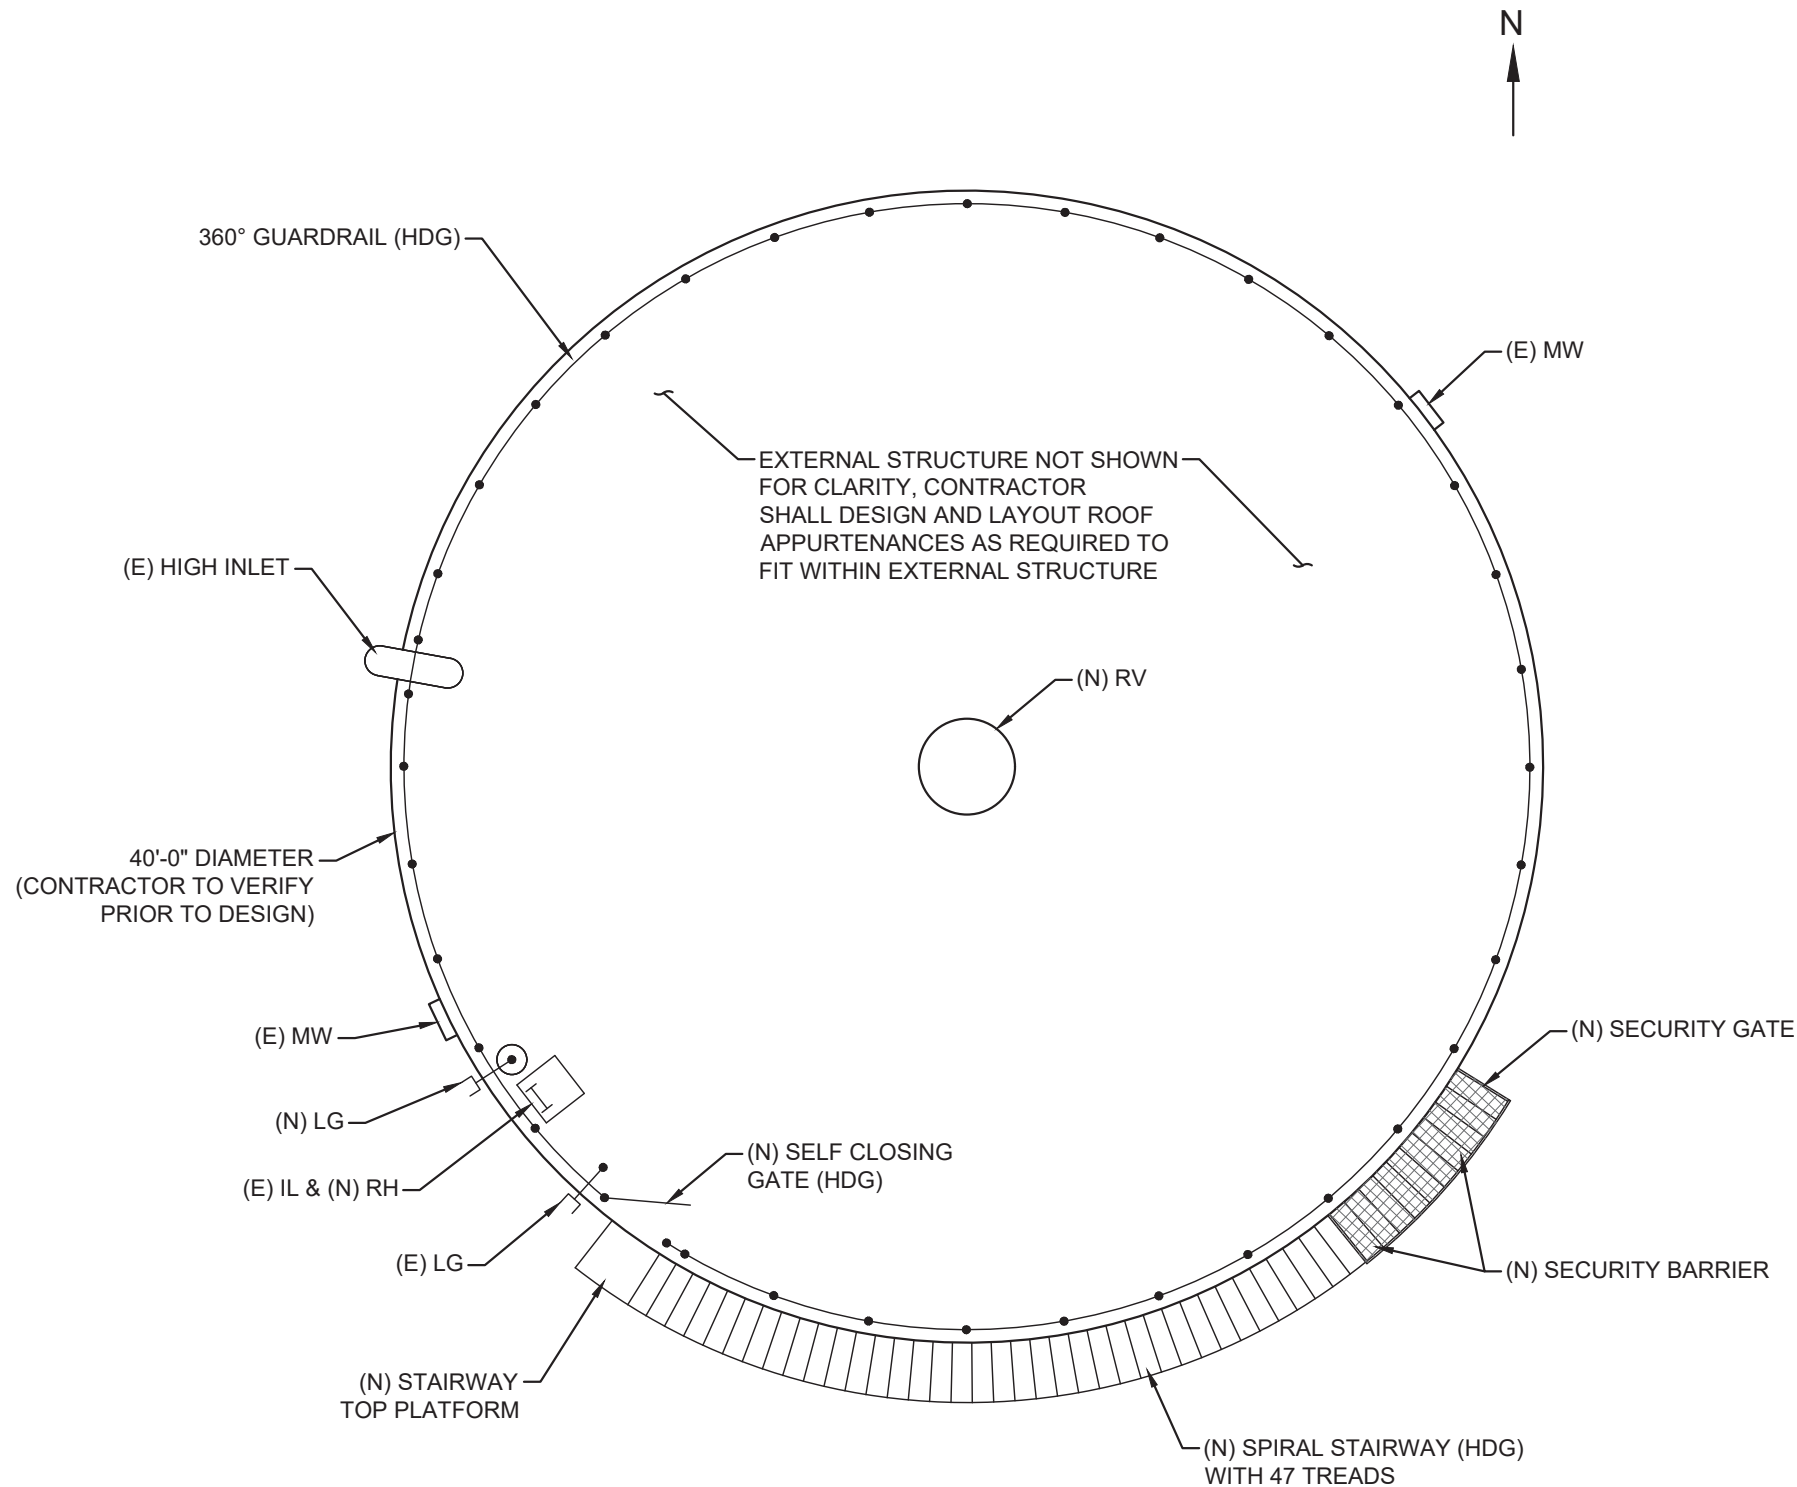 N
360° GUARDRAIL (HDG)
(E) MW
EXTERNAL STRUCTURE NOT SHOWN
FOR CLARITY, CONTRACTOR
SHALL DESIGN AND LAYOUT ROOF
APPURTENANCES AS REQUIRED TO
FIT WITHIN EXTERNAL STRUCTURE
(E) HIGH INLET
(N) RV
40'-0" DIAMETER
(CONTRACTOR TO VERIFY
PRIOR TO DESIGN)
(E) MW
(N) SECURITY GATE
(N) LG
(N) SELF CLOSING
GATE (HDG)
(E) IL & (N) RH
(E) LG
(N) SECURITY BARRIER
(N) STAIRWAY
TOP PLATFORM
(N) SPIRAL STAIRWAY (HDG)
WITH 47 TREADS